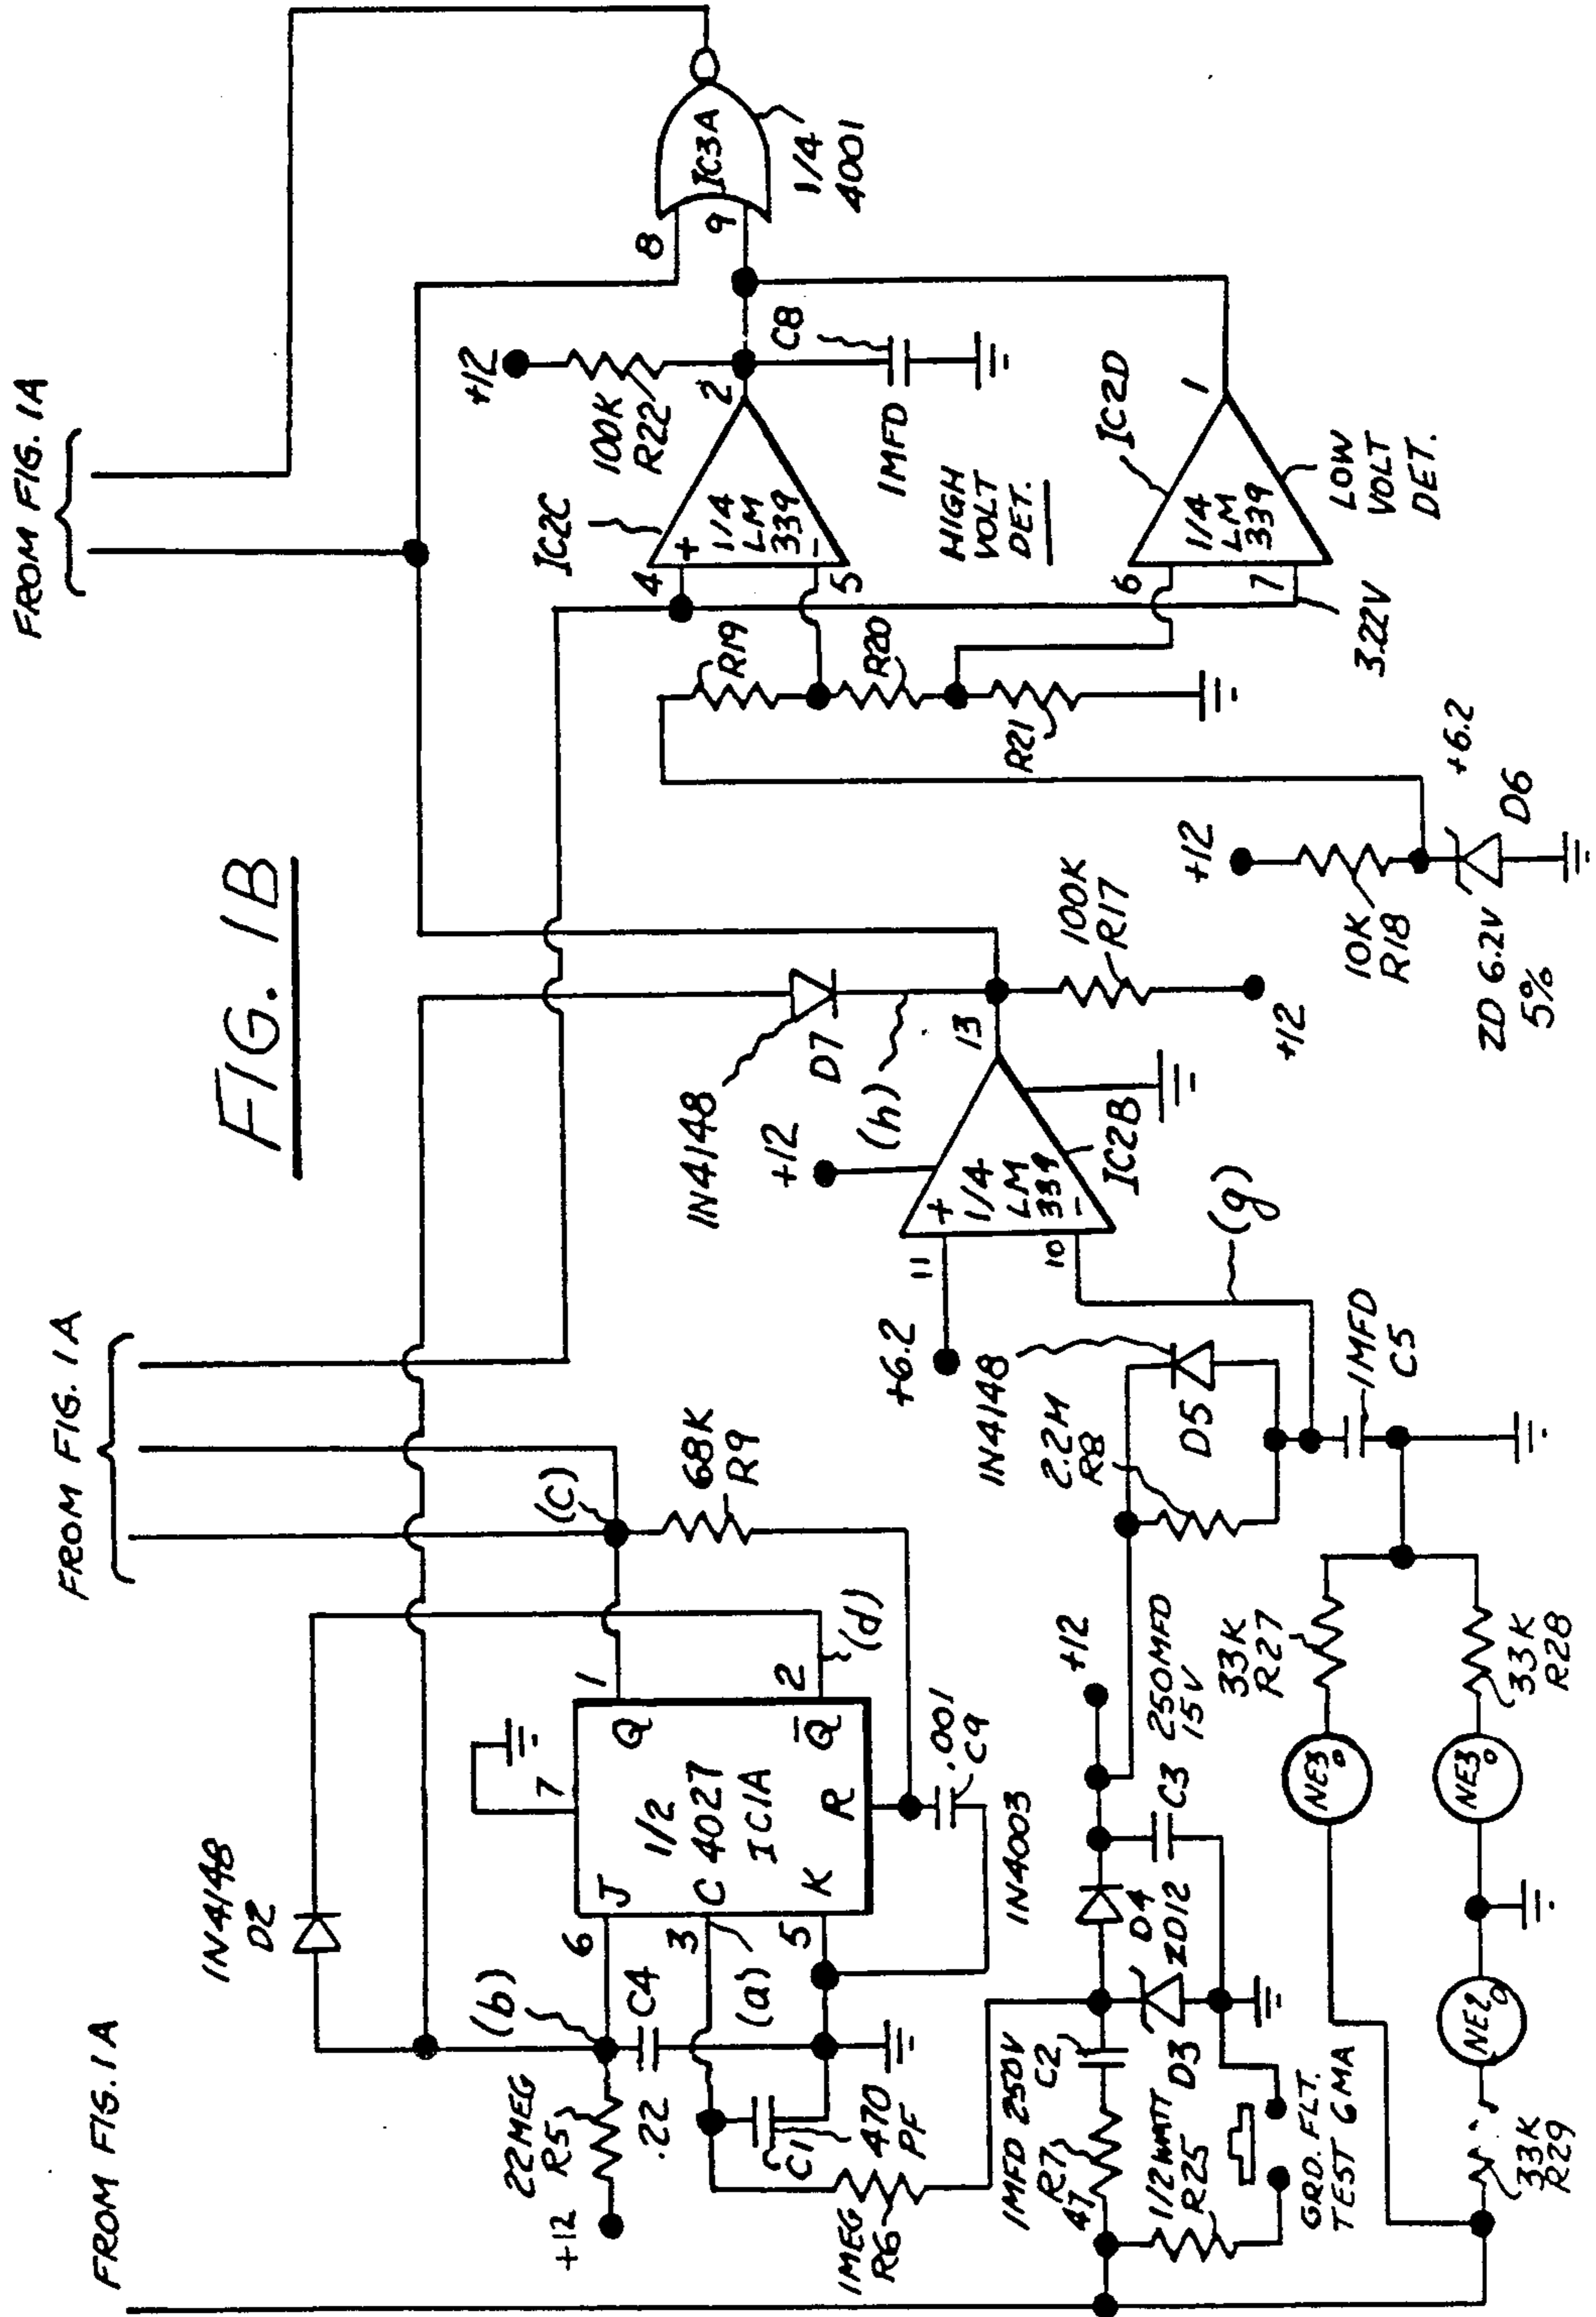 FROM FIG. 1A
FROM FIG. 1A
FROM FIG. 1A
FIG. 1B
IN4148
D2
(b)
22MEG
R5
+12
.22
C4
6
3
5
J
C
K
7
1/2
4027
IC1A
Q
Q̅
R
1
2
(a)
(c)
(d)
68K
R9
.001
C9
C1
470
PF
1MEG
R6
1MFD 250V
C2
R7
47
1/2 WATT
R25
D3
ZD12
D4
1N4003
C3
250MFD
15V
+12
GRD. FLT.
TEST 6MA
33K
R27
33K
R28
33K
R29
NE3
NE3
NE2
IN4148
D5
2.2M
R8
1MFD
C5
(g)
+6.2
11
10
+
-
1/4
LM
339
IC2B
+12
13
(h)
IN4148
D7
100K
R17
+12
+12
10K
R18
ZD 6.2V
5%
+6.2
D6
R19
R20
R21
3.22V
IC2C
4
5
+
-
1/4
LM
339
2
HIGH
VOLT
DET.
+12
100K
R22
1MFD
C8
6
7
1/4
LM
339
IC2D
1
LOW
VOLT
DET.
8
9
IC3A
1/4
4001